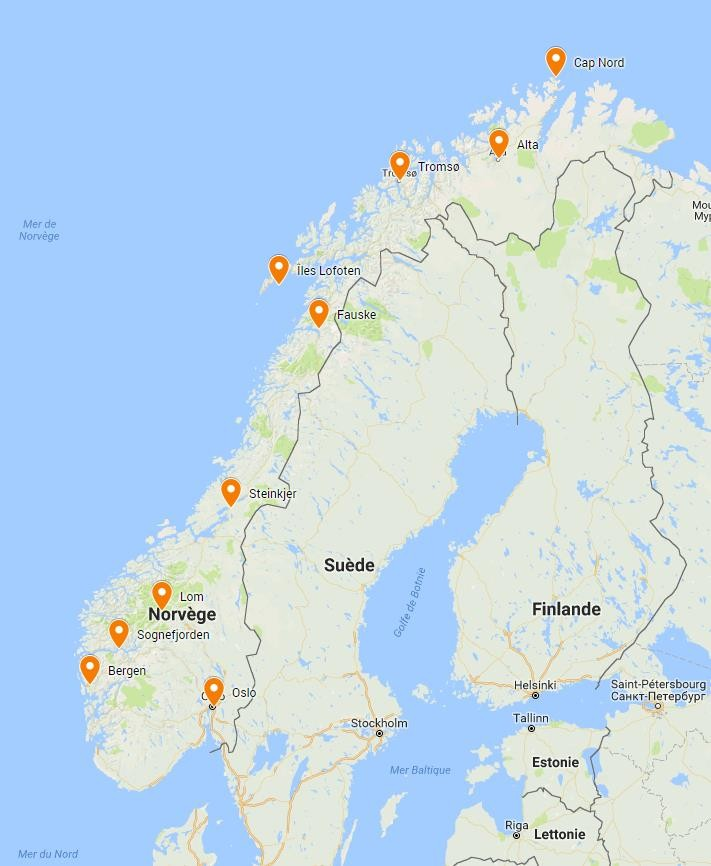 Cap Nord
Alta
Tromsø
Tromsø
Mer de
Norvège
Îles Lofoten
Fauske
Steinkjer
Suède
Golfe de Botnie
Lom
Norvège
Finlande
Sognefjorden
Bergen
Oslo
Helsinki
Saint-Pétersbourg
Санкт-Петербург
Stockholm
Tallinn
Estonie
Mer Baltique
Riga
Lettonie
Mer du Nord